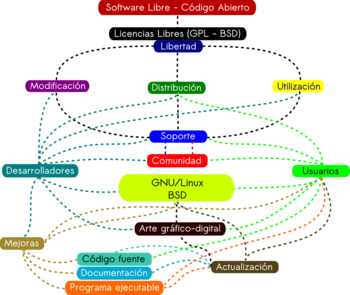 Software Libre - Código Abierto
Licencias Libres (GPL - BSD)
Libertad
Modificación
Distribución
Utilización
Soporte
Comunidad
Desarrolladores
Usuarios
GNU/Linux
BSD
Arte gráfico-digital
Mejoras
Código fuente
Actualización
Documentación
Programa ejecutable